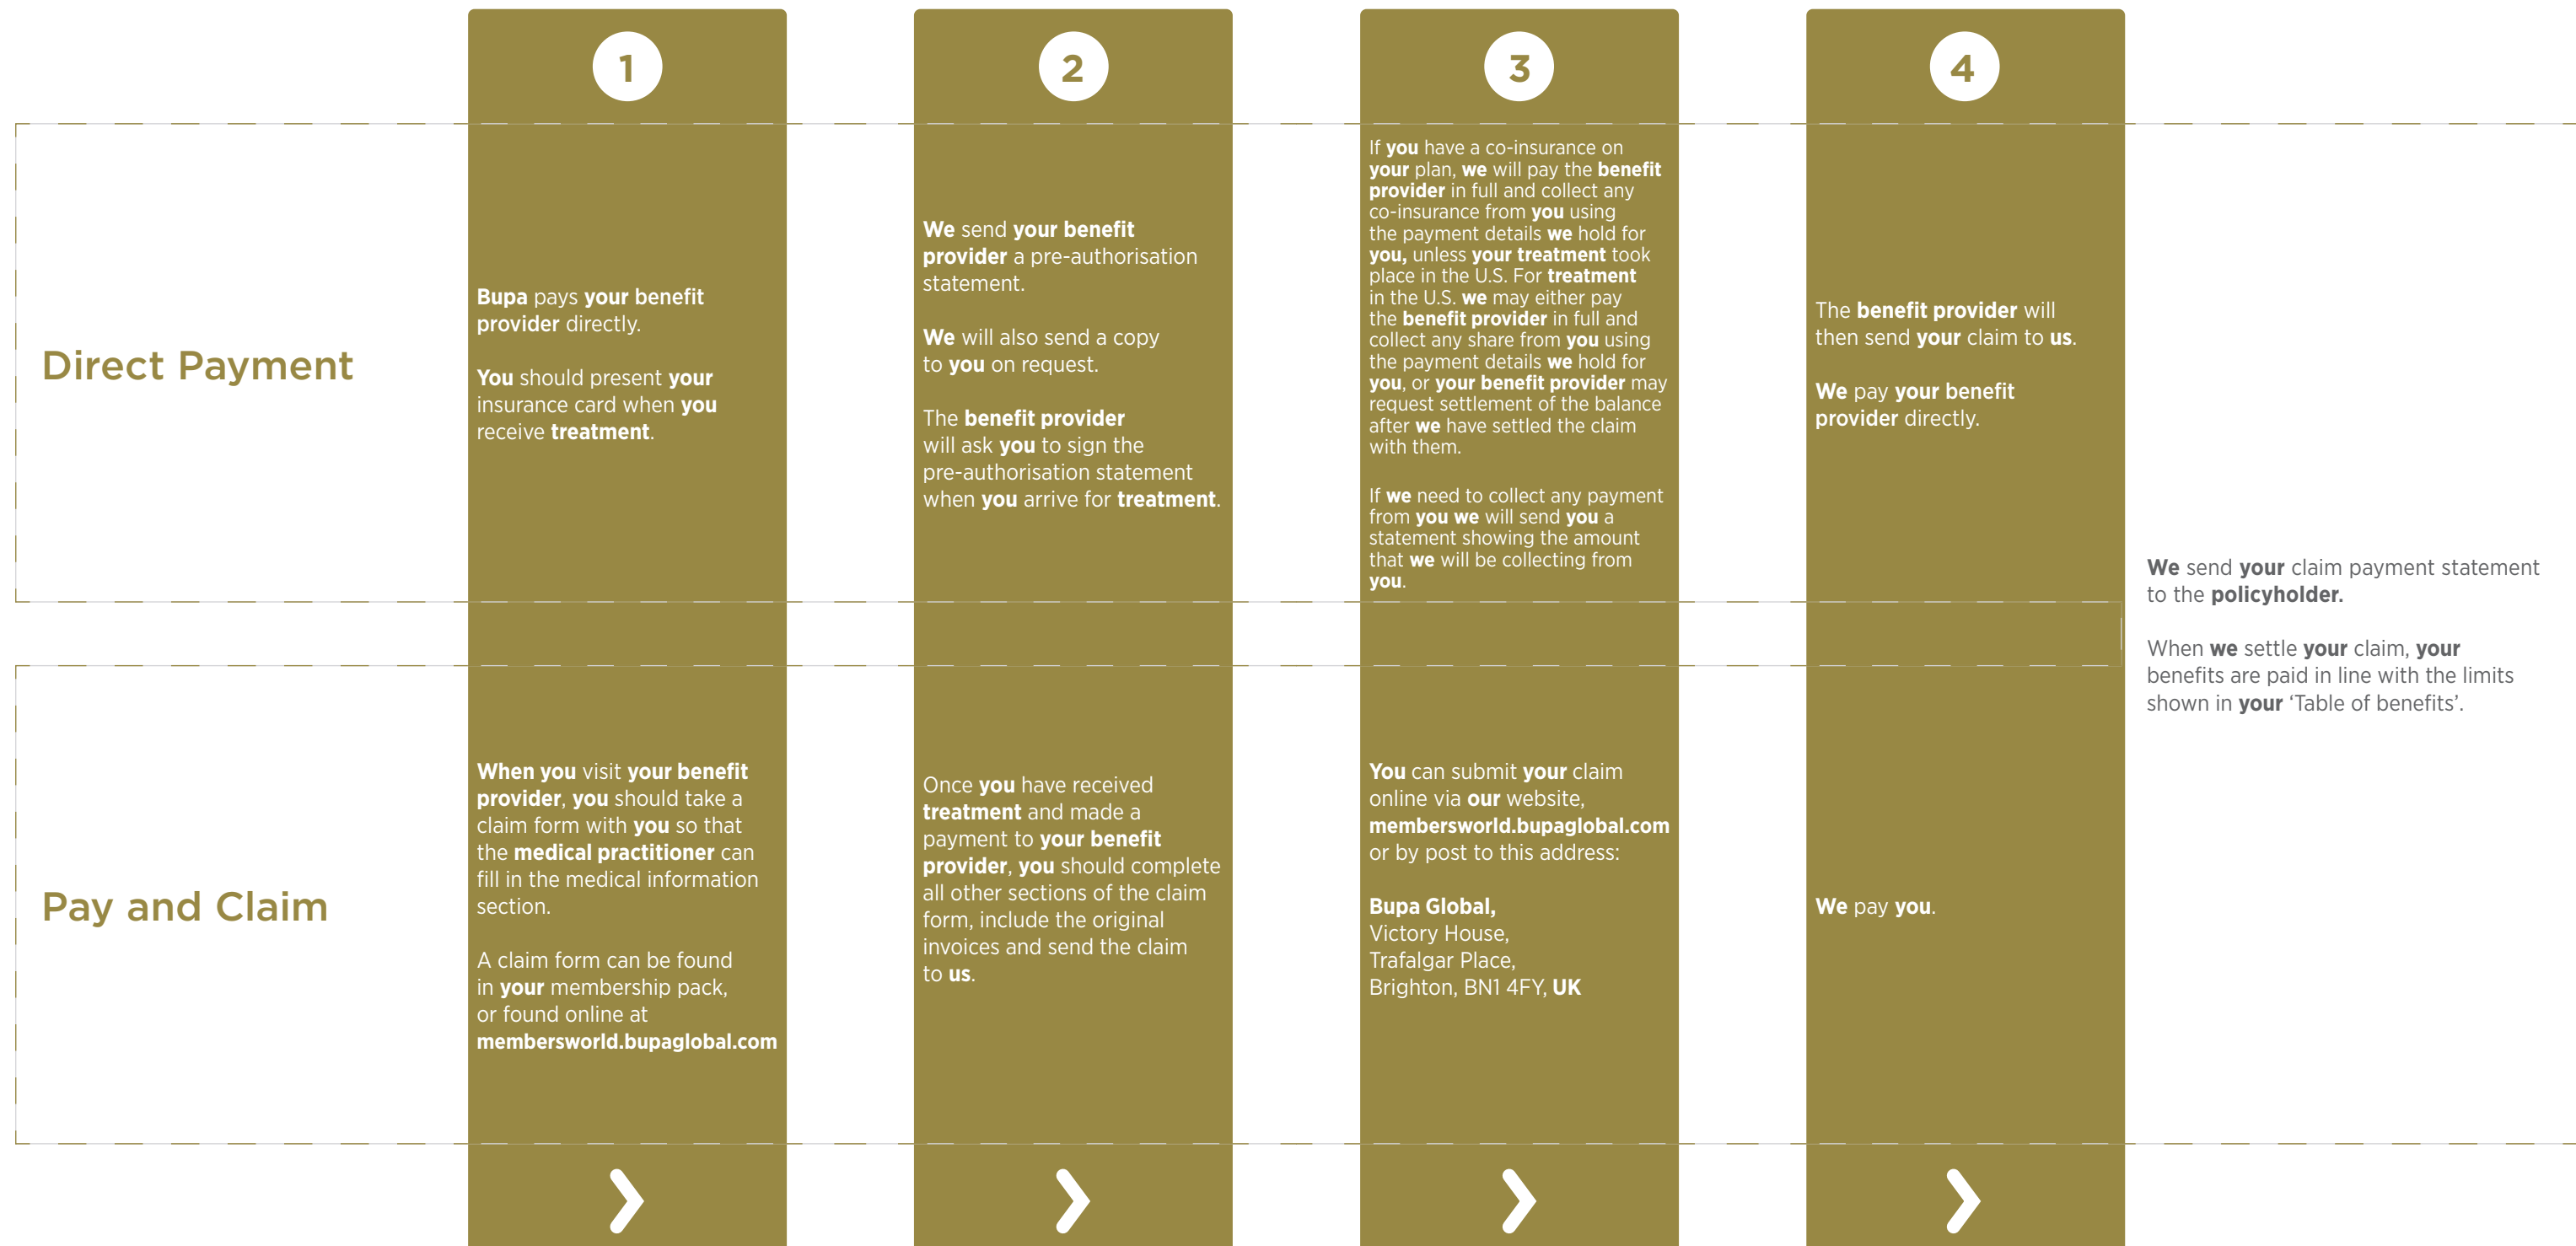 1
2
3
4
Direct Payment
Bupa pays your benefit
provider directly.
You should present your
insurance card when you
receive treatment.
We send your benefit
provider a pre-authorisation
statement.
We will also send a copy
to you on request.
The benefit provider
will ask you to sign the
pre-authorisation statement
when you arrive for treatment.
If you have a co-insurance on
your plan, we will pay the benefit
provider in full and collect any
co-insurance from you using
the payment details we hold for
you, unless your treatment took
place in the U.S. For treatment
in the U.S. we may either pay
the benefit provider in full and
collect any share from you using
the payment details we hold for
you, or your benefit provider may
request settlement of the balance
after we have settled the claim
with them.
If we need to collect any payment
from you we will send you a
statement showing the amount
that we will be collecting from
you.
The benefit provider will
then send your claim to us.
We pay your benefit
provider directly.
Pay and Claim
When you visit your benefit
provider, you should take a
claim form with you so that
the medical practitioner can
fill in the medical information
section.
A claim form can be found
in your membership pack,
or found online at
membersworld.bupaglobal.com
Once you have received
treatment and made a
payment to your benefit
provider, you should complete
all other sections of the claim
form, include the original
invoices and send the claim
to us.
You can submit your claim
online via our website,
membersworld.bupaglobal.com
or by post to this address:
Bupa Global,
Victory House,
Trafalgar Place,
Brighton, BN1 4FY, UK
We pay you.
We send your claim payment statement
to the policyholder.
When we settle your claim, your
benefits are paid in line with the limits
shown in your ‘Table of benefits’.